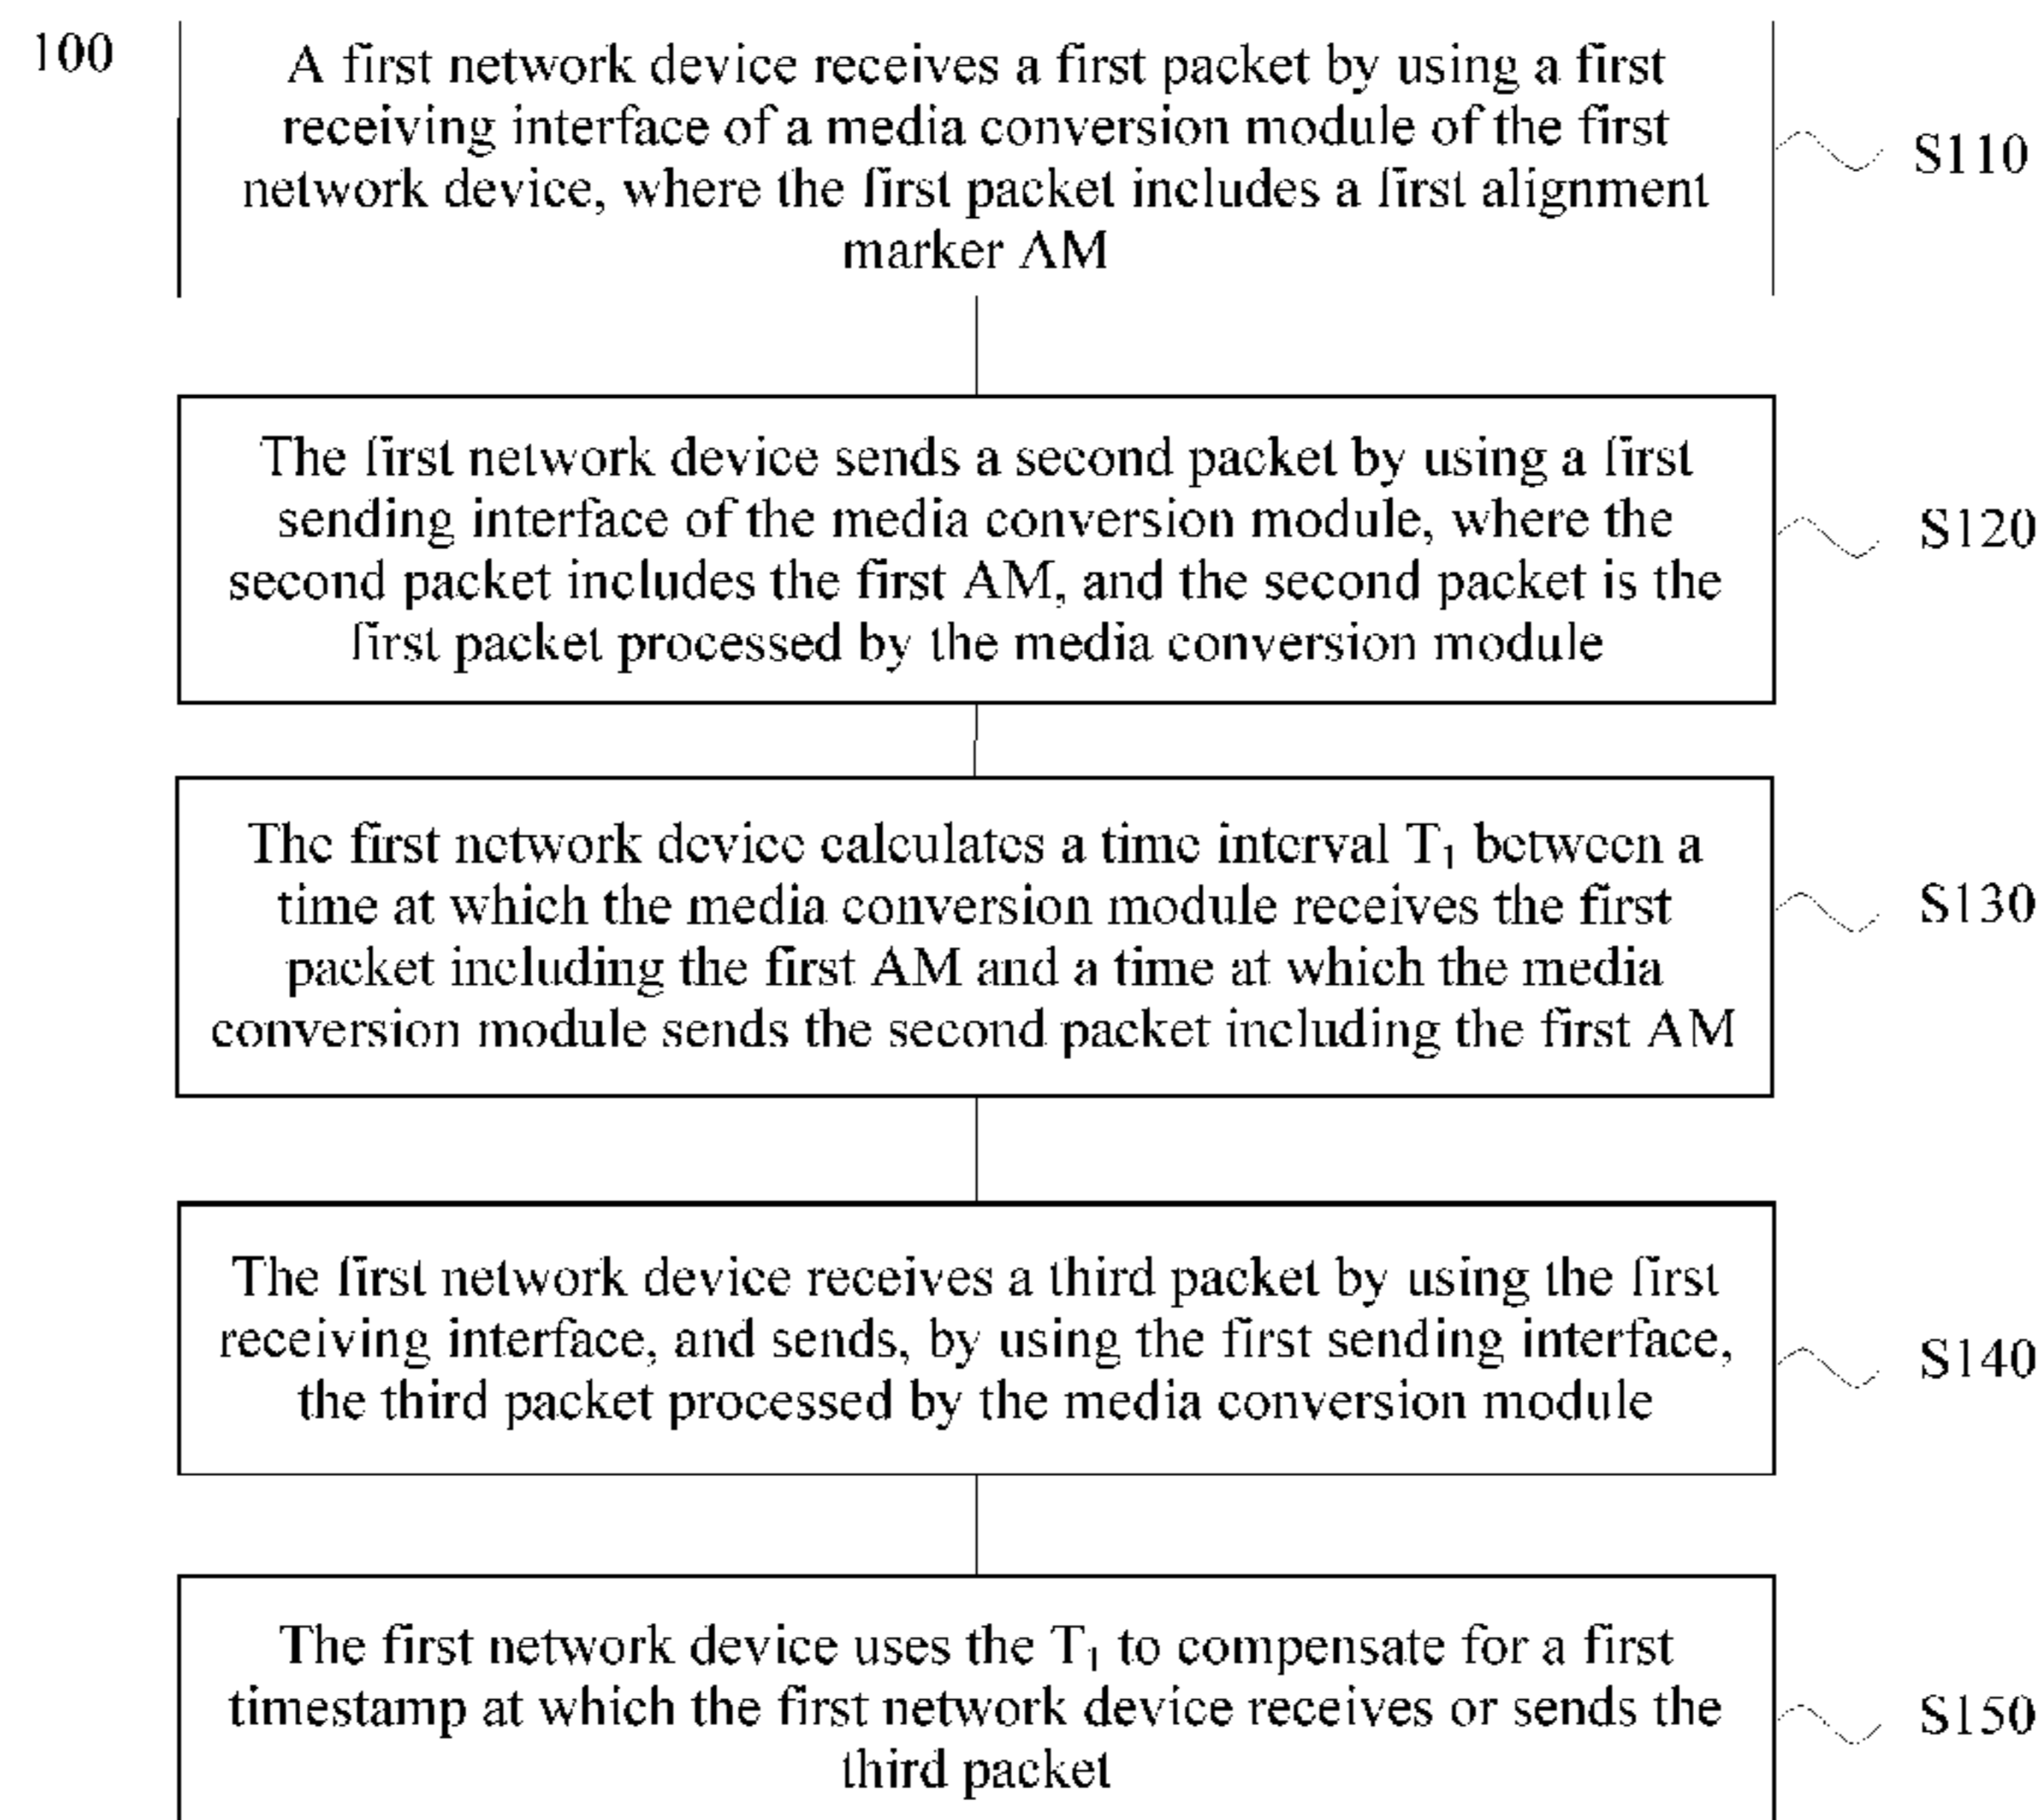 100
A first network device receives a first packet by using a first
receiving interface of a media conversion module of the first
network device, where the first packet includes a first alignment
marker AM
S110
The first network device sends a second packet by using a first
sending interface of the media conversion module, where the
second packet includes the first AM, and the second packet is the
first packet processed by the media conversion module
S120
The first network device calculates a time interval T₁ between a
time at which the media conversion module receives the first
packet including the first AM and a time at which the media
conversion module sends the second packet including the first AM
S130
The first network device receives a third packet by using the first
receiving interface, and sends, by using the first sending interface,
the third packet processed by the media conversion module
S140
The first network device uses the T₁ to compensate for a first
timestamp at which the first network device receives or sends the
third packet
S150